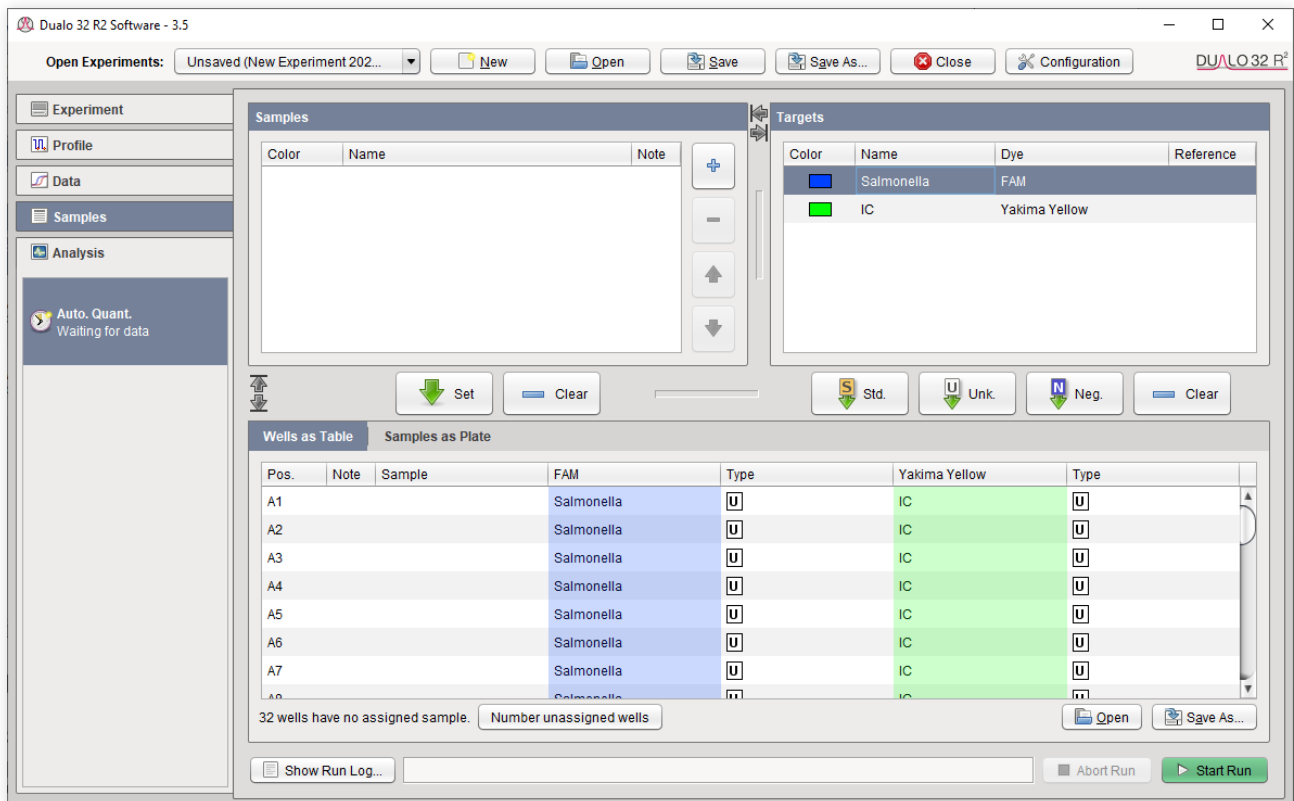 Dualo 32 R2 Software - 3.5
Open Experiments: Unsaved (New Experiment 202... New Open Save Save As... Close Configuration DUALO 32 R²
Experiment
Profile
Data
Samples
Analysis
Auto. Quant.
Waiting for data
Samples
Color Name Note
Targets
Color Name Dye Reference
Salmonella FAM
IC Yakima Yellow
Set Clear S Std. U Unk. N Neg. Clear
Wells as Table Samples as Plate
Pos. Note Sample FAM Type Yakima Yellow Type
A1 Salmonella U IC U
A2 Salmonella U IC U
A3 Salmonella U IC U
A4 Salmonella U IC U
A5 Salmonella U IC U
A6 Salmonella U IC U
A7 Salmonella U IC U
A8 Salmonella U IC U
32 wells have no assigned sample. Number unassigned wells Open Save As...
Show Run Log... Abort Run Start Run